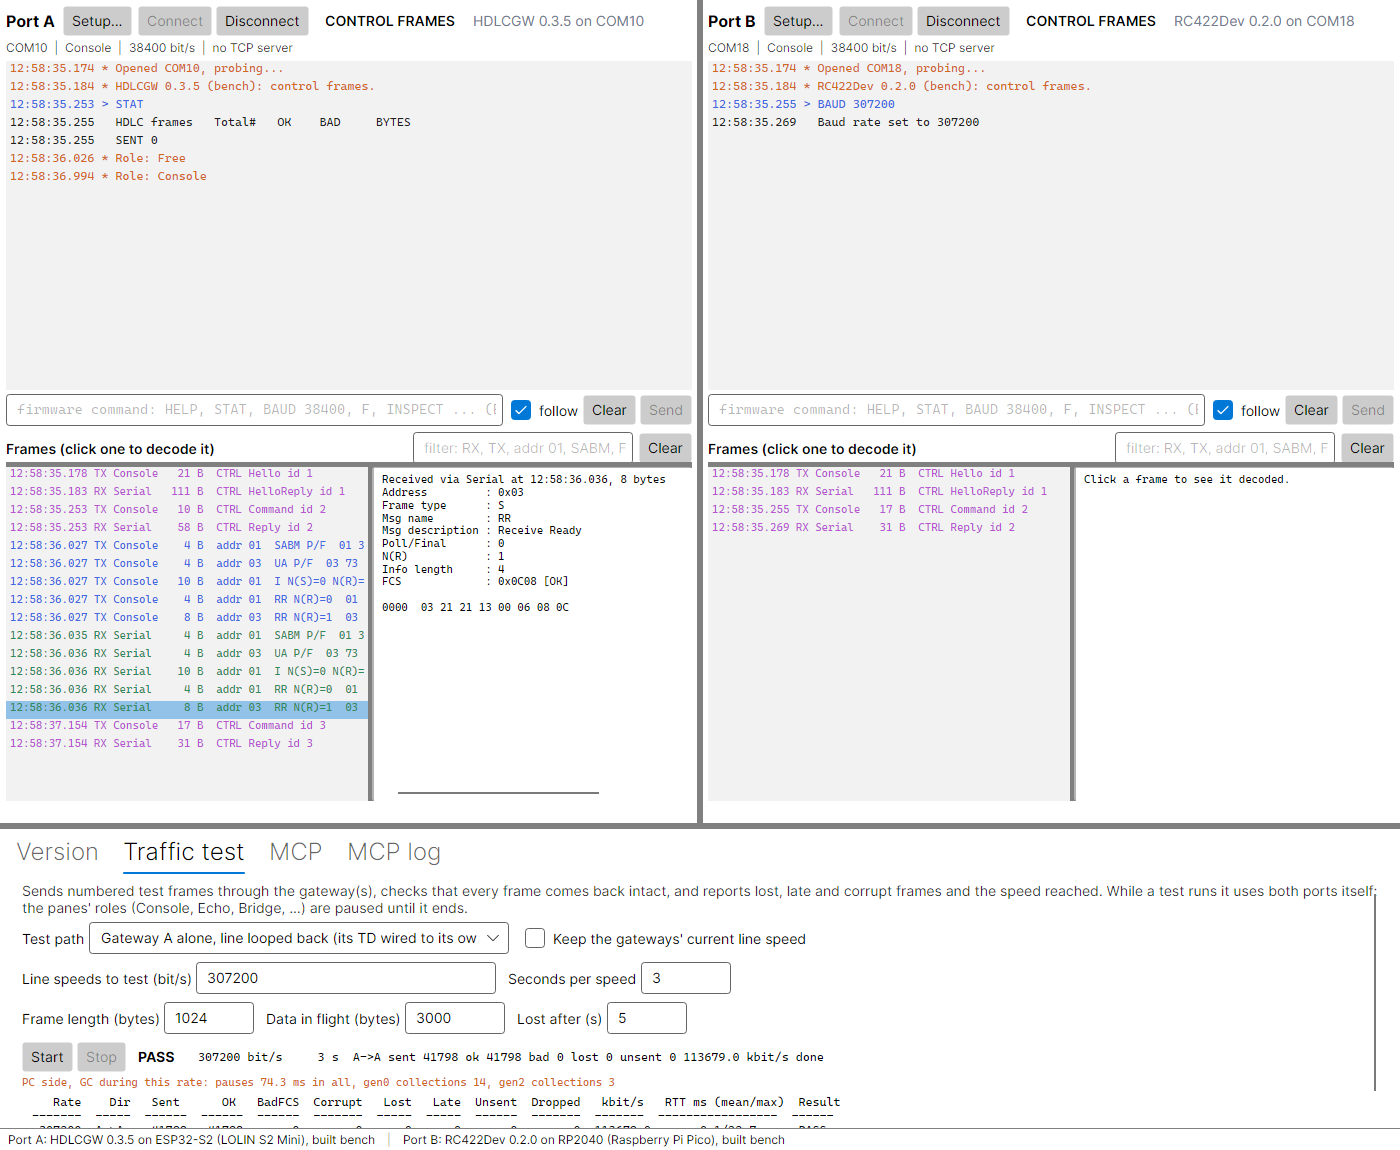 Port A Setup... Connect Disconnect CONTROL FRAMES HDLCGW 0.3.5 on COM10
COM10 | Console | 38400 bit/s | no TCP server
12:58:35.174 * Opened COM10, probing...
12:58:35.184 * HDLCGW 0.3.5 (bench): control frames.
12:58:35.253 > STAT
12:58:35.255 HDLC frames Total# OK BAD BYTES
12:58:35.255 SENT 0
12:58:36.026 * Role: Free
12:58:36.994 * Role: Console
firmware command: HELP, STAT, BAUD 38400, F, INSPECT ... (E follow Clear Send
Frames (click one to decode it) filter: RX, TX, addr 01, SABM, F Clear
12:58:35.178 TX Console 21 B CTRL Hello id 1
12:58:35.183 RX Serial 111 B CTRL HelloReply id 1
12:58:35.253 TX Console 10 B CTRL Command id 2
12:58:35.253 RX Serial 58 B CTRL Reply id 2
12:58:36.027 TX Console 4 B addr 01 SABM P/F 01 3
12:58:36.027 TX Console 4 B addr 03 UA P/F 03 73
12:58:36.027 TX Console 10 B addr 01 I N(S)=0 N(R)=
12:58:36.027 TX Console 4 B addr 01 RR N(R)=0 01
12:58:36.027 TX Console 8 B addr 03 RR N(R)=1 03
12:58:36.035 RX Serial 4 B addr 01 SABM P/F 01 3
12:58:36.036 RX Serial 4 B addr 03 UA P/F 03 73
12:58:36.036 RX Serial 10 B addr 01 I N(S)=0 N(R)=
12:58:36.036 RX Serial 4 B addr 01 RR N(R)=0 01
12:58:36.036 RX Serial 8 B addr 03 RR N(R)=1 03
12:58:37.154 TX Console 17 B CTRL Command id 3
12:58:37.154 RX Serial 31 B CTRL Reply id 3
Received via Serial at 12:58:36.036, 8 bytes
Address : 0x03
Frame type : S
Msg name : RR
Msg description : Receive Ready
Poll/Final : 0
N(R) : 1
Info length : 4
FCS : 0x0C08 [OK]
0000 03 21 21 13 00 06 08 0C
Port B Setup... Connect Disconnect CONTROL FRAMES RC422Dev 0.2.0 on COM18
COM18 | Console | 38400 bit/s | no TCP server
12:58:35.174 * Opened COM18, probing...
12:58:35.184 * RC422Dev 0.2.0 (bench): control frames.
12:58:35.255 > BAUD 307200
12:58:35.269 Baud rate set to 307200
firmware command: HELP, STAT, BAUD 38400, F, INSPECT ... (E follow Clear Send
Frames (click one to decode it) filter: RX, TX, addr 01, SABM, F Clear
12:58:35.178 TX Console 21 B CTRL Hello id 1
12:58:35.183 RX Serial 111 B CTRL HelloReply id 1
12:58:35.255 TX Console 17 B CTRL Command id 2
12:58:35.269 RX Serial 31 B CTRL Reply id 2
Click a frame to see it decoded.
Version Traffic test MCP MCP log
Sends numbered test frames through the gateway(s), checks that every frame comes back intact, and reports lost, late and corrupt frames and the speed reached. While a test runs it uses both ports itself;
the panes' roles (Console, Echo, Bridge, ...) are paused until it ends.
Test path Gateway A alone, line looped back (its TD wired to its ow Keep the gateways' current line speed
Line speeds to test (bit/s) 307200 Seconds per speed 3
Frame length (bytes) 1024 Data in flight (bytes) 3000 Lost after (s) 5
Start Stop PASS 307200 bit/s 3 s A->A sent 41798 ok 41798 bad 0 lost 0 unsent 0 113679.0 kbit/s done
PC side, GC during this rate: pauses 74.3 ms in all, gen0 collections 14, gen2 collections 3
Rate Dir Sent OK BadFCS Corrupt Lost Late Unsent Dropped kbit/s RTT ms (mean/max) Result
Port A: HDLCGW 0.3.5 on ESP32-S2 (LOLIN S2 Mini), built bench | Port B: RC422Dev 0.2.0 on RP2040 (Raspberry Pi Pico), built bench